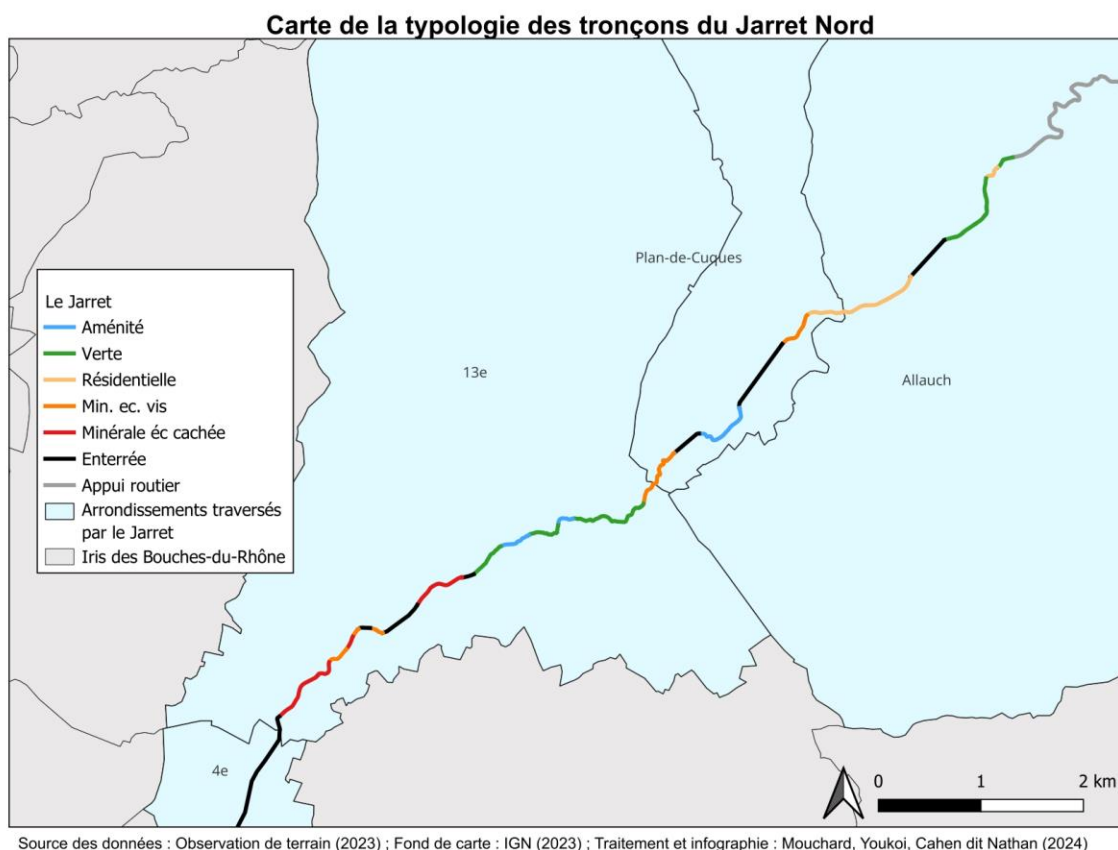 Carte de la typologie des tronçons du Jarret Nord
Plan-de-Cuques
13e
Allauch
Le Jarret
Aménité
Verte
Résidentielle
Min. ec. vis
Minérale éc cachée
Enterrée
Appui routier
Arrondissements traversés
par le Jarret
Iris des Bouches-du-Rhône
4e
0 1 2 km
Source des données : Observation de terrain (2023) ; Fond de carte : IGN (2023) ; Traitement et infographie : Mouchard, Youkoi, Cahen dit Nathan (2024)